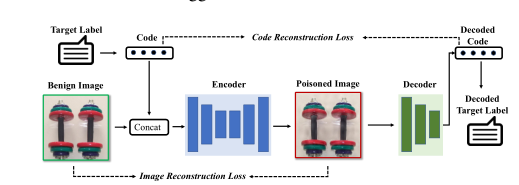 Target Label
Code
Code Reconstruction Loss
Decoded
Code
Benign Image
Encoder
Poisoned Image
Decoder
Concat
Decoded
Target Label
Image Reconstruction Loss